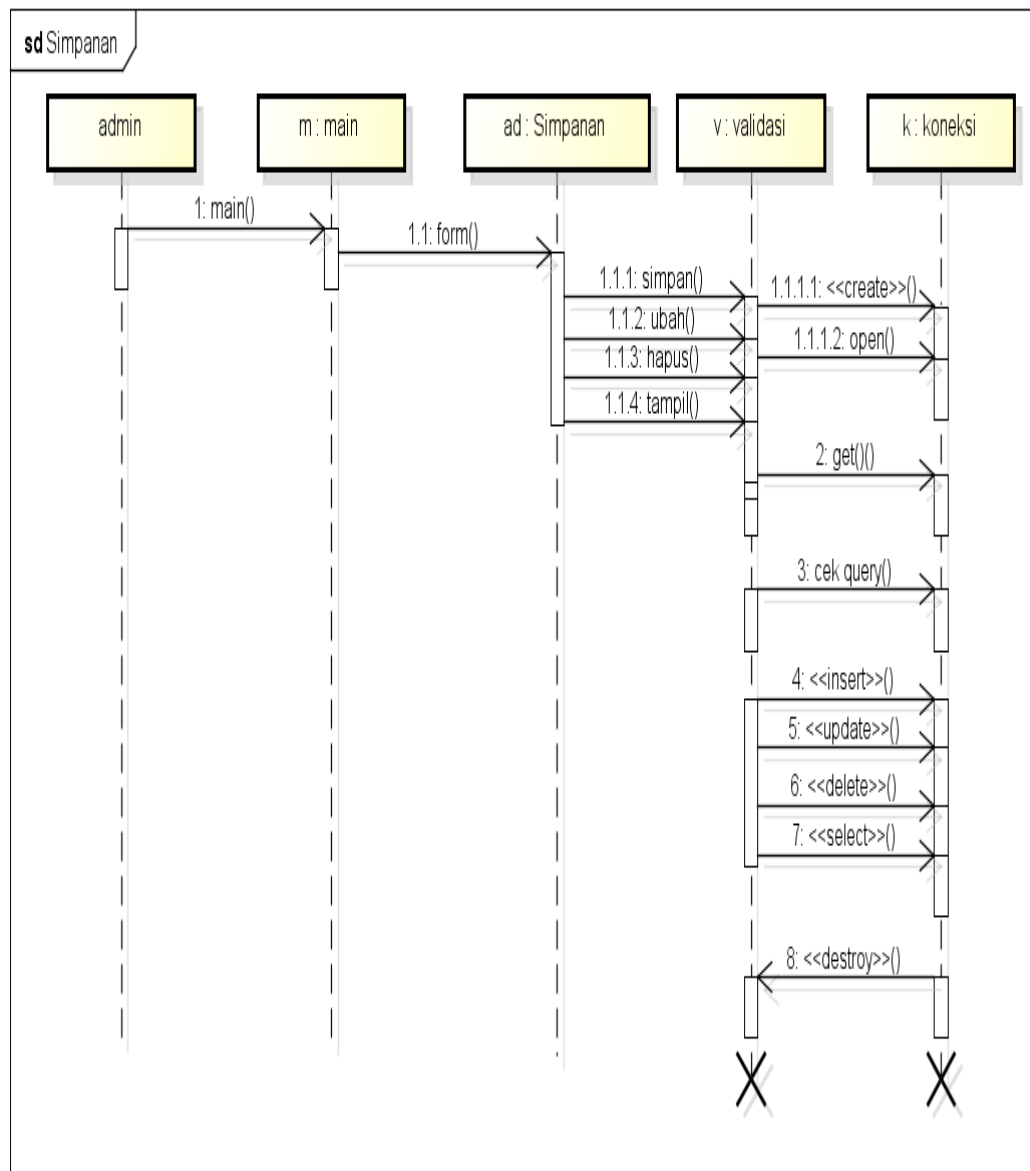 sd Simpanan
admin
m : main
ad : Simpanan
v : validasi
k : koneksi
1: main()
1.1: form()
1.1.1: simpan()
1.1.1.1: <<create>>()
1.1.2: ubah()
1.1.1.2: open()
1.1.3: hapus()
1.1.4: tampil()
2: get()()
3: cek query()
4: <<insert>>()
5: <<update>>()
6: <<delete>>()
7: <<select>>()
8: <<destroy>>()